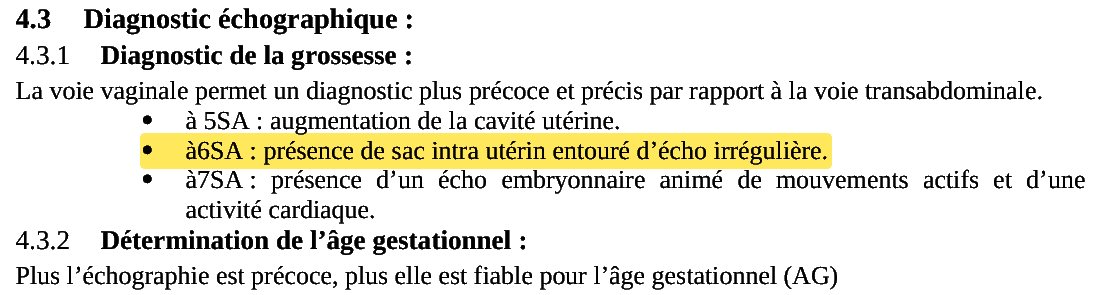 4.3 Diagnostic échographique :
4.3.1 Diagnostic de la grossesse :
La voie vaginale permet un diagnostic plus précoce et précis par rapport à la voie transabdominale.
• à 5SA : augmentation de la cavité utérine.
• à6SA : présence de sac intra utérin entouré d’écho irrégulière.
• à7SA : présence d’un écho embryonnaire animé de mouvements actifs et d’une
activité cardiaque.
4.3.2 Détermination de l’âge gestationnel :
Plus l’échographie est précoce, plus elle est fiable pour l’âge gestationnel (AG)